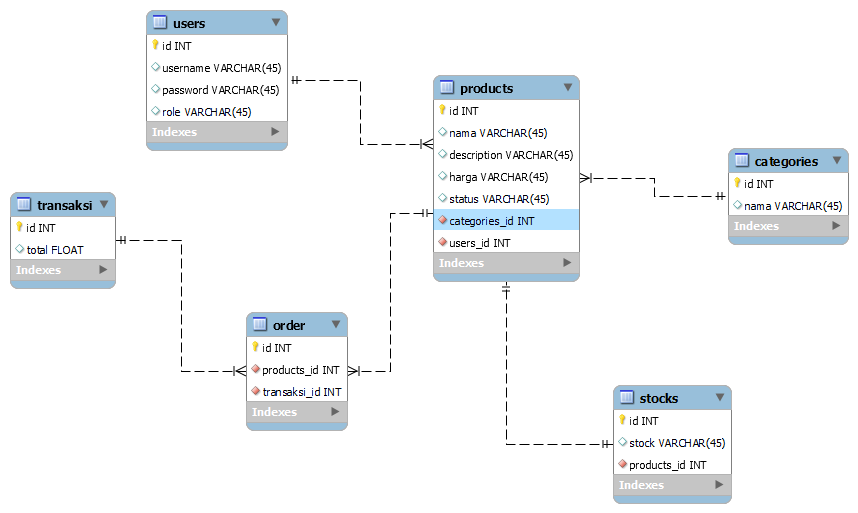 users
id INT
username VARCHAR(45)
password VARCHAR(45)
role VARCHAR(45)
Indexes
products
id INT
nama VARCHAR(45)
description VARCHAR(45)
harga VARCHAR(45)
status VARCHAR(45)
categories_id INT
users_id INT
Indexes
categories
id INT
nama VARCHAR(45)
Indexes
transaksi
id INT
total FLOAT
Indexes
order
id INT
products_id INT
transaksi_id INT
Indexes
stocks
id INT
stock VARCHAR(45)
products_id INT
Indexes